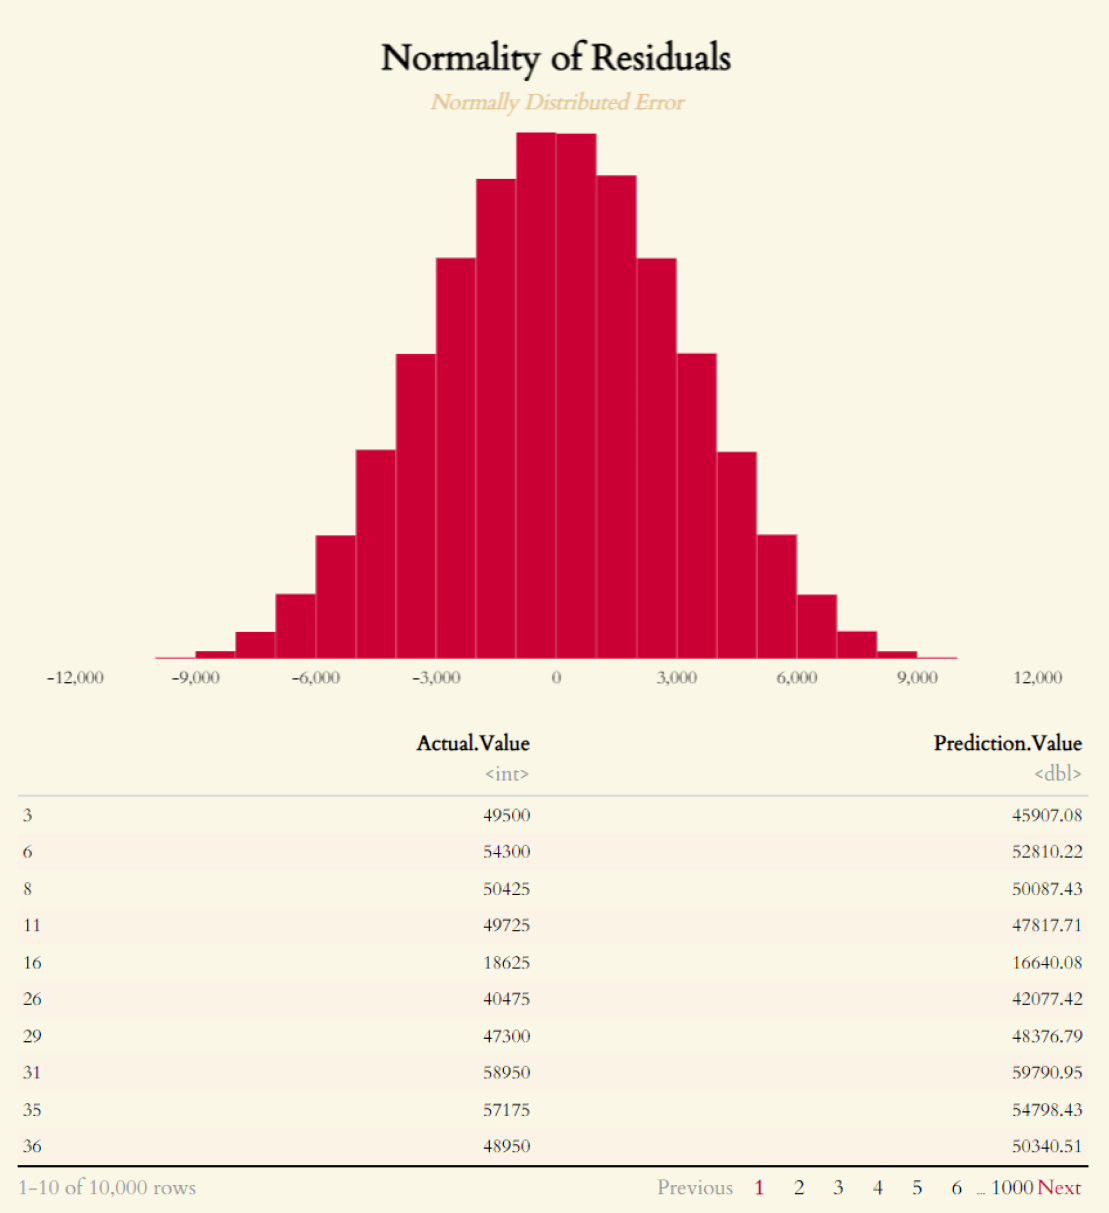 Normality of Residuals
Normally Distributed Error
-12,000 -9,000 -6,000 -3,000 0 3,000 6,000 9,000 12,000
Actual.Value Prediction.Value
<int> <dbl>
3 49500 45907.08
6 54300 52810.22
8 50425 50087.43
11 49725 47817.71
16 18625 16640.08
26 40475 42077.42
29 47300 48376.79
31 58950 59790.95
35 57175 54798.43
36 48950 50340.51
1-10 of 10,000 rows Previous 1 2 3 4 5 6 ... 1000 Next